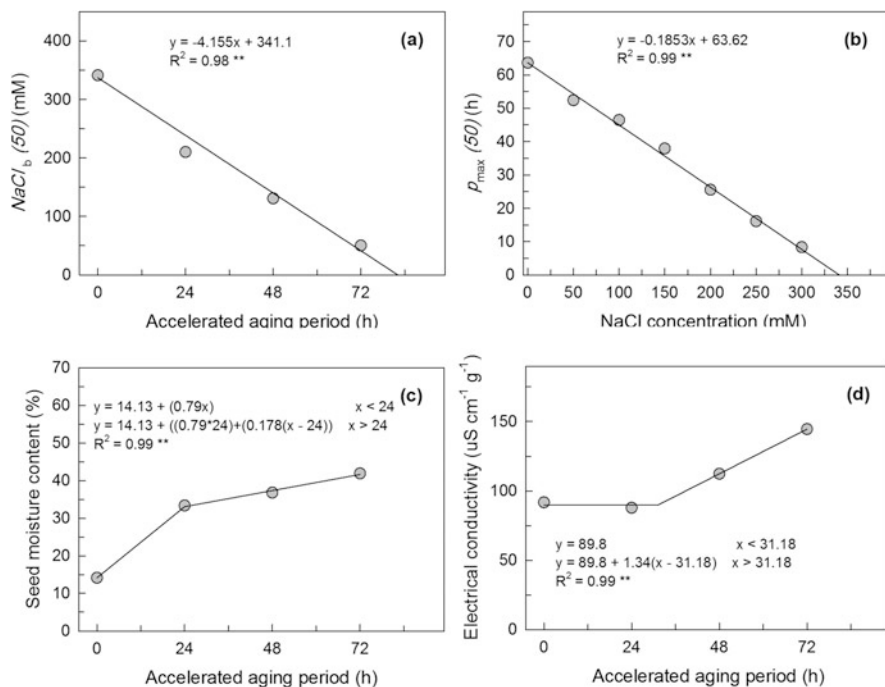 y = -4.155x + 341.1
R² = 0.98 **
(a)
400
300
200
100
0
NaCl_b (50) (mM)
0 24 48 72
Accelerated aging period (h)
y = -0.1853x + 63.62
R² = 0.99 **
(b)
70
60
50
40
30
20
10
0
p_max (50) (h)
0 50 100 150 200 250 300 350
NaCl concentration (mM)
(c)
y = 14.13 + (0.79x) x < 24
y = 14.13 + ((0.79*24)+(0.178(x - 24)) x > 24
R² = 0.99 **
70
60
50
40
30
20
10
0
Seed moisture content (%)
0 24 48 72
Accelerated aging period (h)
(d)
150
100
50
0
Electrical conductivity (uS cm⁻¹ g⁻¹)
y = 89.8 x < 31.18
y = 89.8 + 1.34(x - 31.18) x > 31.18
R² = 0.99 **
0 24 48 72
Accelerated aging period (h)